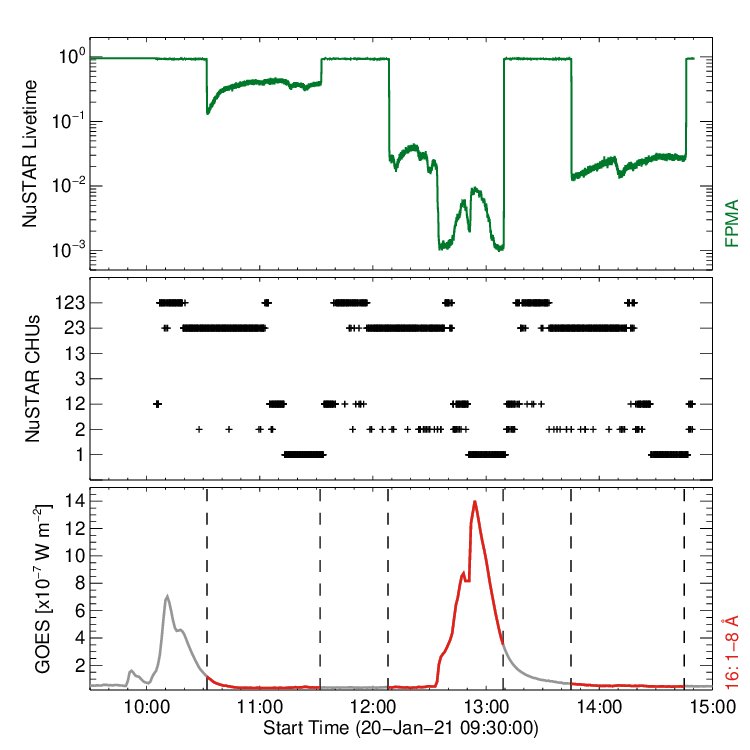 NuSTAR Livetime
10⁰
10⁻¹
10⁻²
10⁻³
FPMA
NuSTAR CHUs
123
23
13
3
12
2
1
GOES [x10⁻⁷ W m⁻²]
14
12
10
8
6
4
2
16: 1−8 Å
10:00 11:00 12:00 13:00 14:00 15:00
Start Time (20−Jan−21 09:30:00)